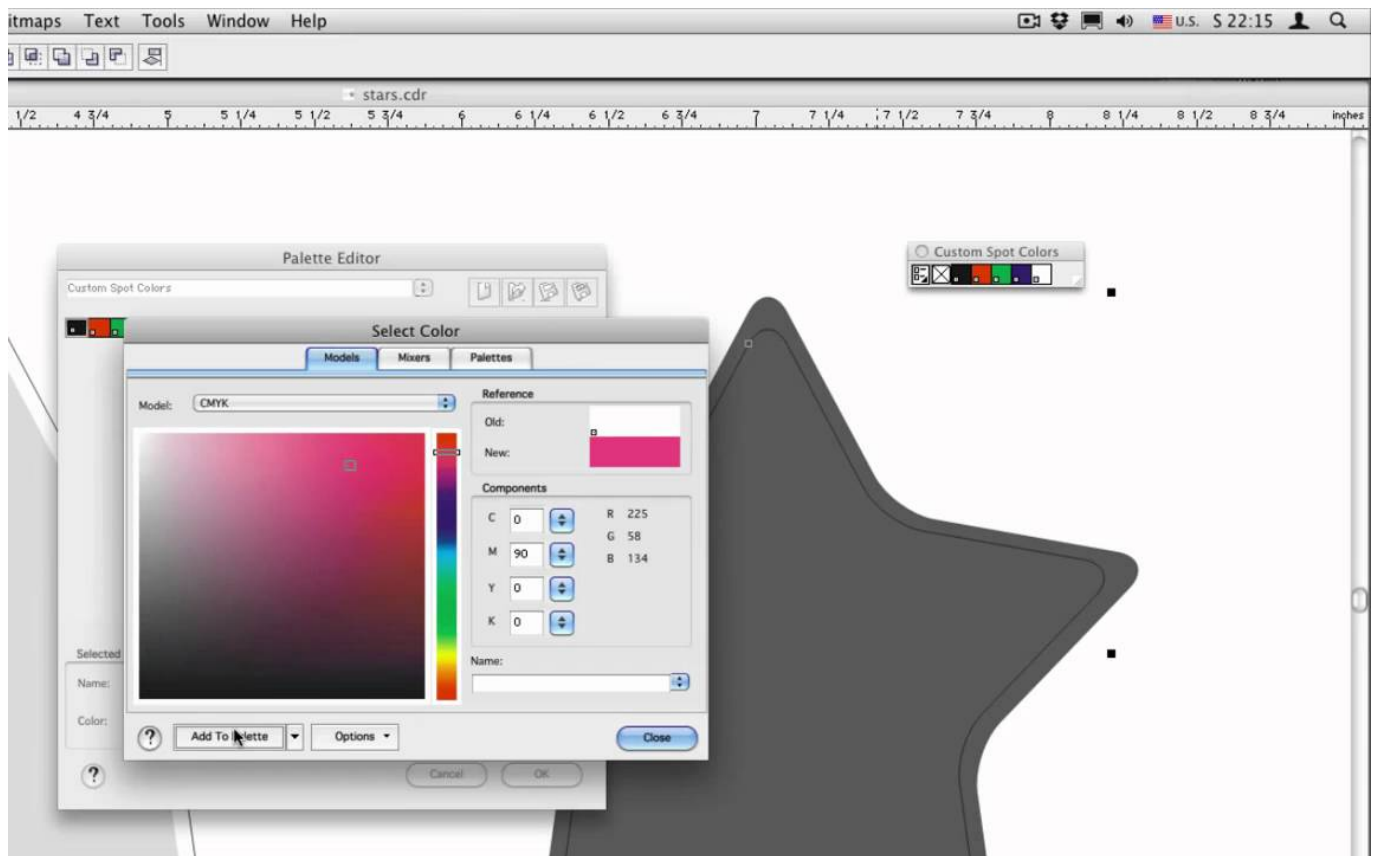 itmaps Text Tools Window Help U.S. S 22:15
stars.cdr
1/2 4 3/4 5 5 1/4 5 1/2 5 3/4 6 6 1/4 6 1/2 6 3/4 7 7 1/4 7 1/2 7 3/4 8 8 1/4 8 1/2 8 3/4 inches
Custom Spot Colors
Palette Editor
Custom Spot Colors
Select Color
Models Mixers Palettes
Model: CMYK
Reference
Old:
New:
Components
C 0 R 225
G 58
M 90
B 134
Y 0
K 0
Name:
Selected
Name:
Color:
? Add To Palette Options Close
? Cancel OK